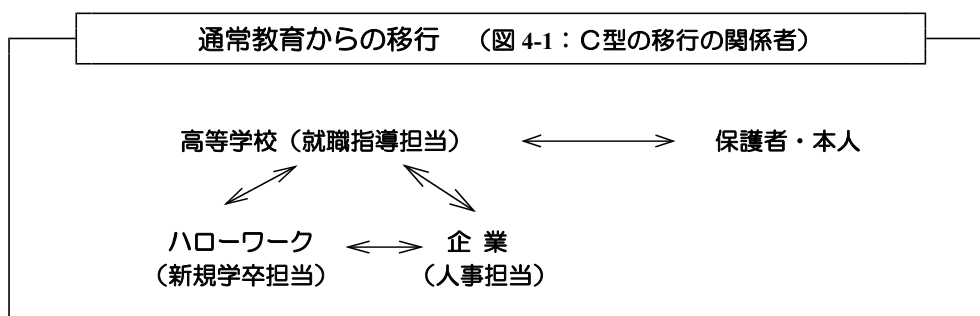 通常教育からの移行　（図 4-1：Ｃ型の移行の関係者）
高等学校（就職指導担当）
保護者・本人
ハローワーク
（新規学卒担当）
企 業
（人事担当）